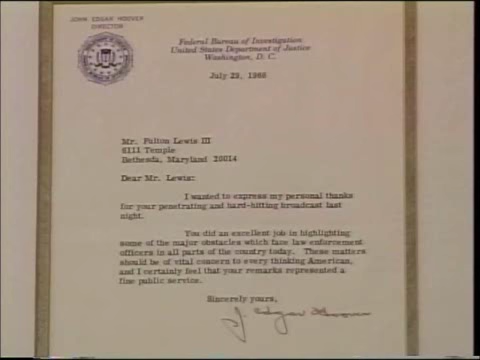 JOHN EDGAR HOOVER
DIRECTOR
Federal Bureau of Investigation
United States Department of Justice
Washington, D. C.
July 29, 1966
Mr. Fulton Lewis III
6111 Temple
Bethesda, Maryland 20014
Dear Mr. Lewis:
I wanted to express my personal thanks
for your penetrating and hard-hitting broadcast last
night.
You did an excellent job in highlighting
some of the major obstacles which face law enforcement
officers in all parts of the country today. These matters
should be of vital concern to every thinking American,
and I certainly feel that your remarks represented a
fine public service.
Sincerely yours,
J. Edgar Hoover